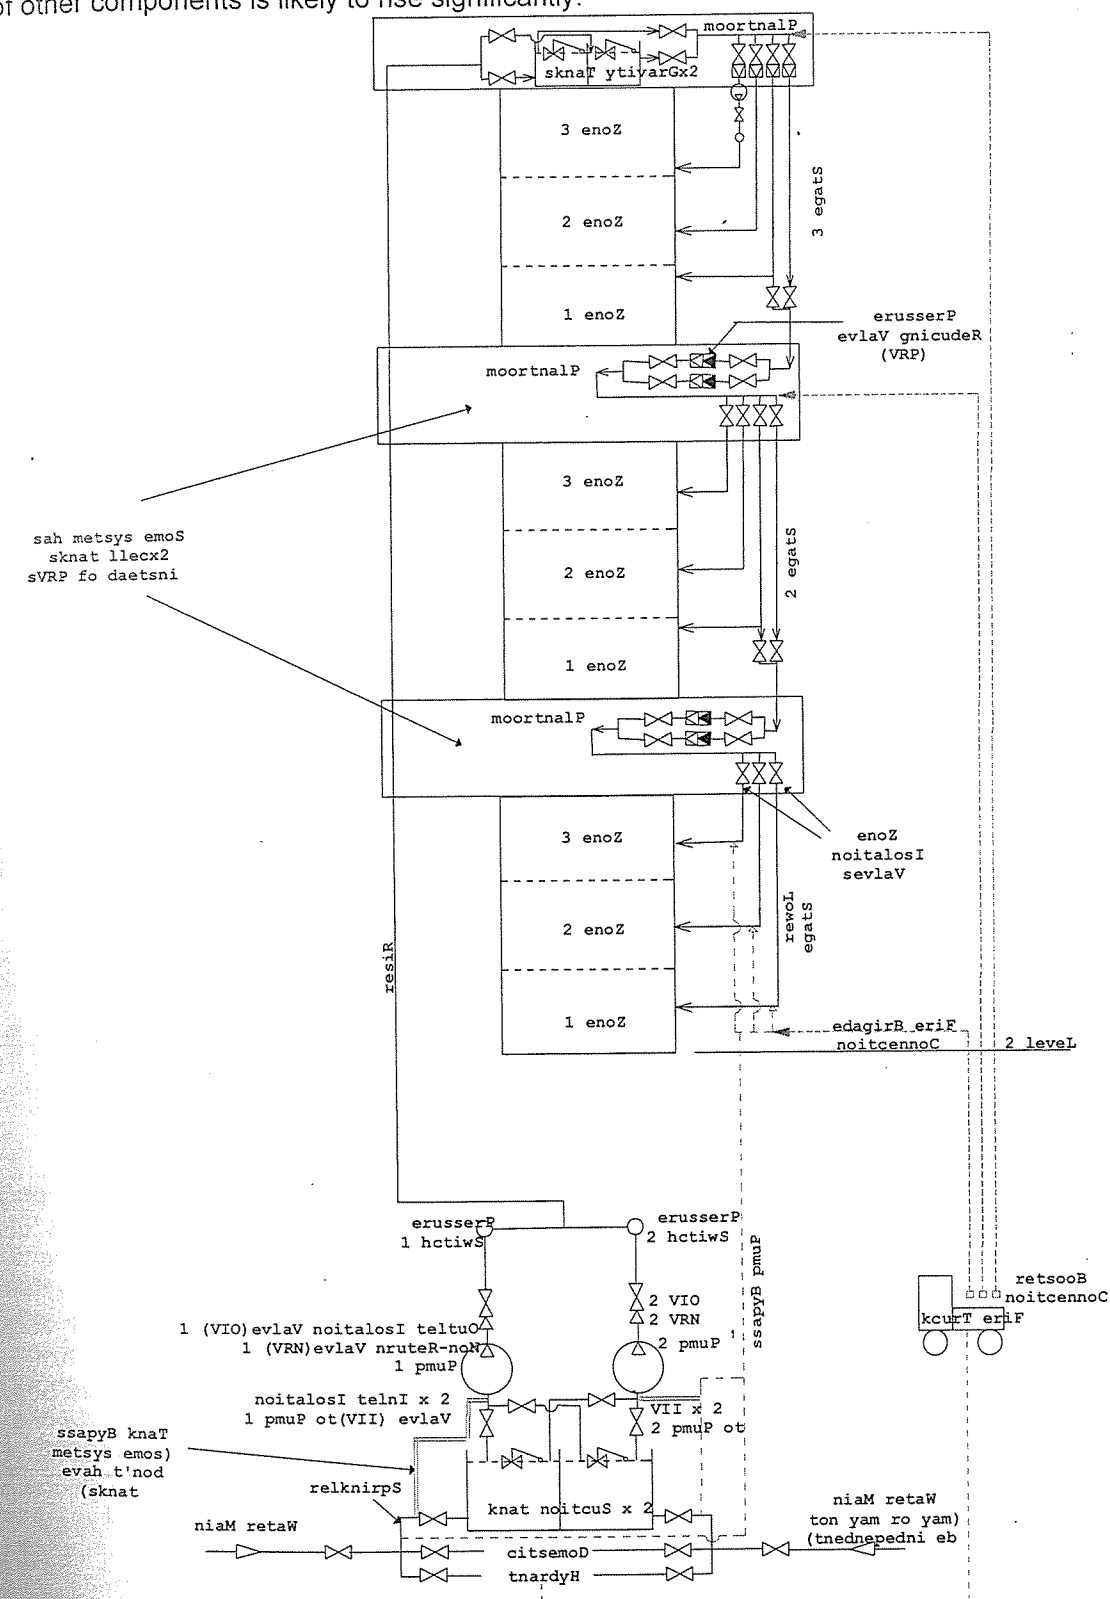 of other components is likely to rise significantly.
moortnalP
sknaT ytivarGx2
3 enoZ
2 enoZ
1 enoZ
3 egatS
erusserP
evlaV gnicudeR
(VRP)
moortnalP
sah metsys emoS
sknat llecx2
sVRP fo daetsni
3 enoZ
2 enoZ
1 enoZ
2 egatS
moortnalP
enoZ
noitalosI
sevlaV
3 enoZ
2 enoZ
1 enoZ
rewoL
egatS
resiR
edagirB eriF
noitcennoC
2 leveL
erusserP
1 hctiwS
erusserP
2 hctiwS
ssapyB pmuP
retsooB
noitcennoC
kcurT eriF
1 (VIO)evlaV noitalosI teltuO
1 (VRN)evlaV nruteR-noN
1 pmuP
2 VIO
2 VRN
2 pmuP
noitalosI telnI x 2
1 pmuP ot(VII) evlaV
VII x 2
2 pmuP ot
ssapyB knaT
metsys emos)
evah t'nod
(sknat
relknirpS
knat noitcuS x 2
niaM retaW
niaM retaW
ton yam ro yam)
(tnednepedni eb
citsemoD
tnardyH